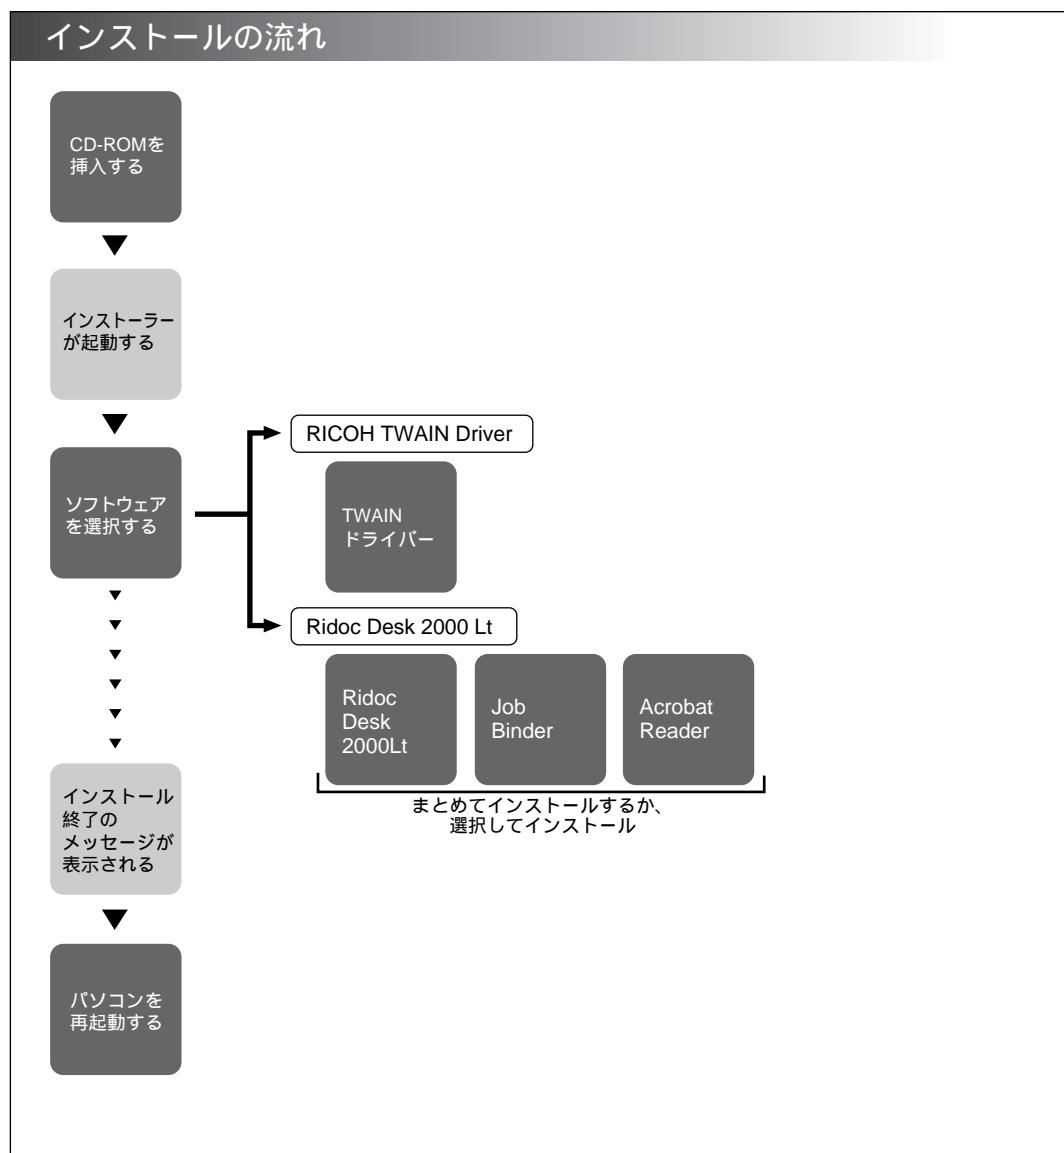 インストールの流れ
CD-ROMを
挿入する
インストーラー
が起動する
ソフトウェア
を選択する
RICOH TWAIN Driver
TWAIN
ドライバー
Ridoc Desk 2000 Lt
Ridoc
Desk
2000Lt
Job
Binder
Acrobat
Reader
まとめてインストールするか、
選択してインストール
インストール
終了の
メッセージが
表示される
パソコンを
再起動する